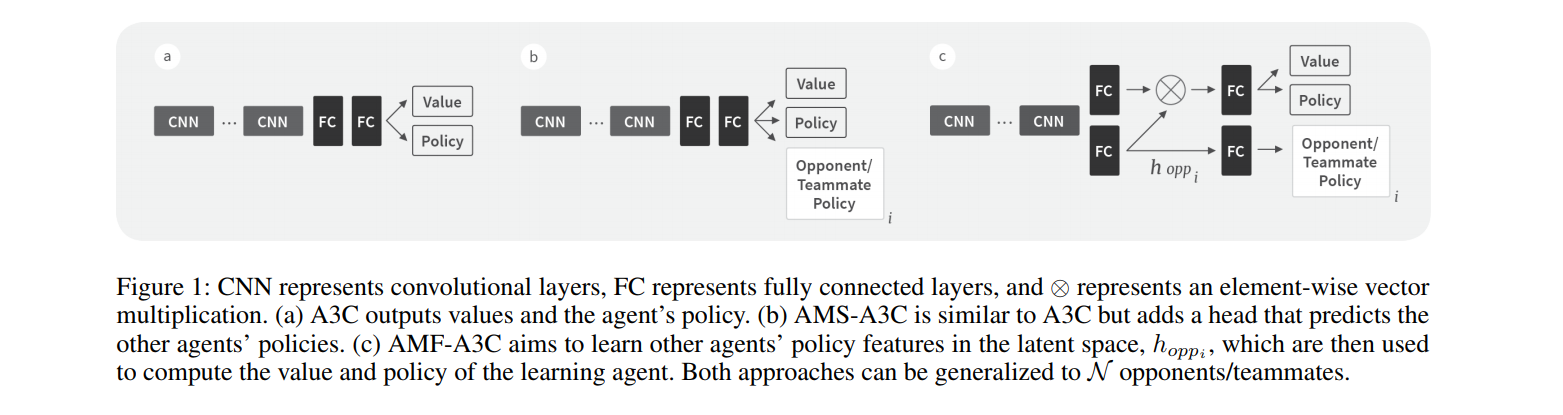 a
CNN ... CNN FC FC Value
Policy
b
CNN ... CNN FC FC Value
Policy
Opponent/
Teammate
Policy
i
c
CNN ... CNN FC ⊗ FC Value
Policy
FC h opp i FC Opponent/
Teammate
Policy
i
Figure 1: CNN represents convolutional layers, FC represents fully connected layers, and ⊗ represents an element-wise vector
multiplication. (a) A3C outputs values and the agent's policy. (b) AMS-A3C is similar to A3C but adds a head that predicts the
other agents' policies. (c) AMF-A3C aims to learn other agents' policy features in the latent space, h_{opp_i}, which are then used
to compute the value and policy of the learning agent. Both approaches can be generalized to 𝒩 opponents/teammates.